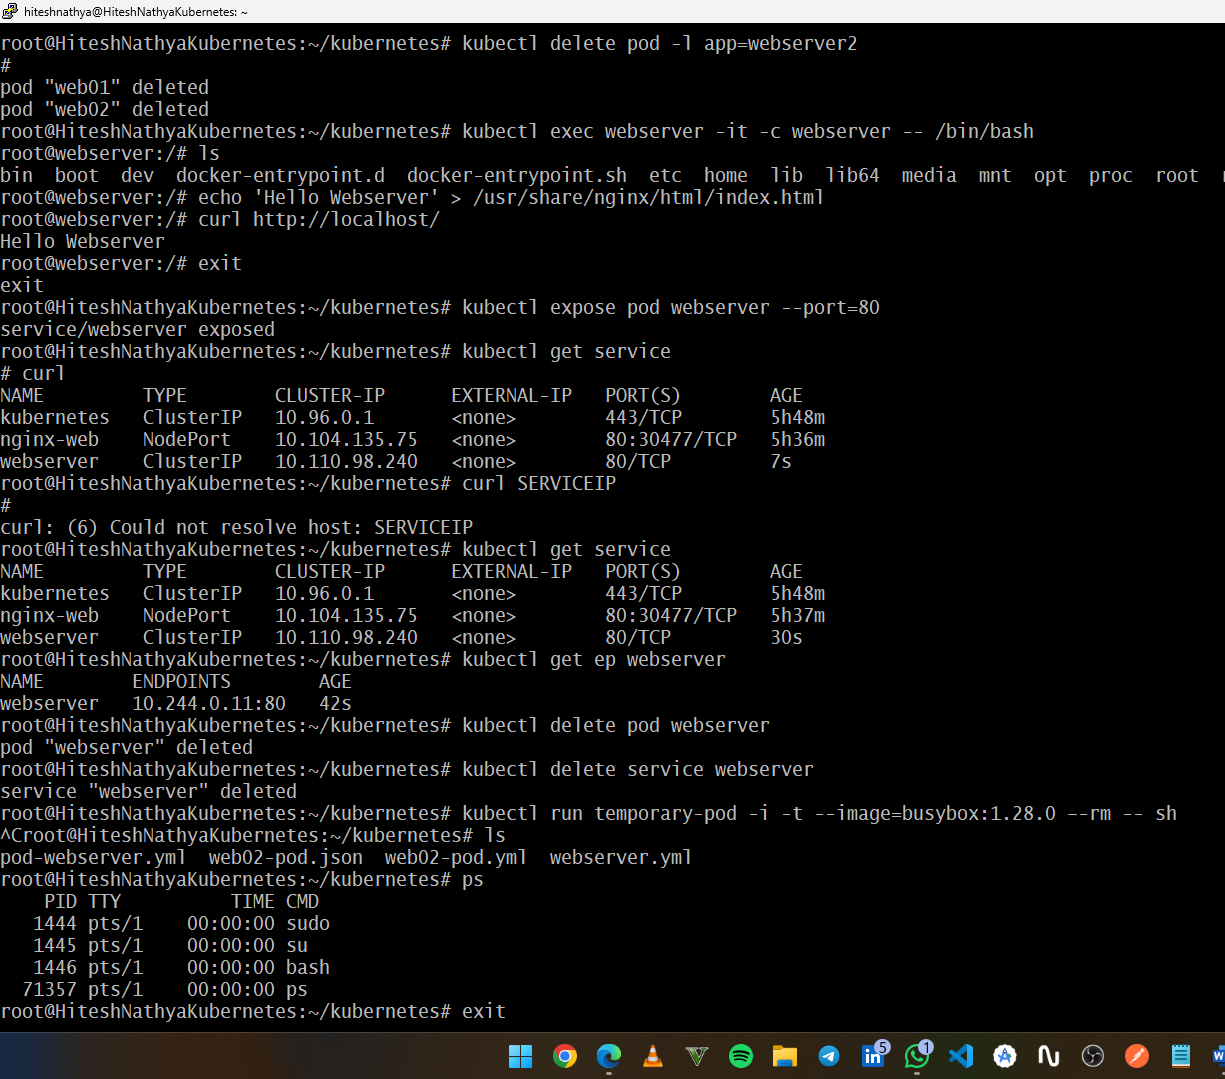 hiteshnathya@HiteshNathyaKubernetes: ~
root@HiteshNathyaKubernetes:~/kubernetes# kubectl delete pod -l app=webserver2
#
pod "web01" deleted
pod "web02" deleted
root@HiteshNathyaKubernetes:~/kubernetes# kubectl exec webserver -it -c webserver -- /bin/bash
root@webserver:/# ls
bin  boot  dev  docker-entrypoint.d  docker-entrypoint.sh  etc  home  lib  lib64  media  mnt  opt  proc  root
root@webserver:/# echo 'Hello Webserver' > /usr/share/nginx/html/index.html
root@webserver:/# curl http://localhost/
Hello Webserver
root@webserver:/# exit
exit
root@HiteshNathyaKubernetes:~/kubernetes# kubectl expose pod webserver --port=80
service/webserver exposed
root@HiteshNathyaKubernetes:~/kubernetes# kubectl get service
# curl
NAME         TYPE        CLUSTER-IP      EXTERNAL-IP   PORT(S)        AGE
kubernetes   ClusterIP   10.96.0.1       <none>        443/TCP        5h48m
nginx-web    NodePort    10.104.135.75   <none>        80:30477/TCP   5h36m
webserver    ClusterIP   10.110.98.240   <none>        80/TCP         7s
root@HiteshNathyaKubernetes:~/kubernetes# curl SERVICEIP
#
curl: (6) Could not resolve host: SERVICEIP
root@HiteshNathyaKubernetes:~/kubernetes# kubectl get service
NAME         TYPE        CLUSTER-IP      EXTERNAL-IP   PORT(S)        AGE
kubernetes   ClusterIP   10.96.0.1       <none>        443/TCP        5h48m
nginx-web    NodePort    10.104.135.75   <none>        80:30477/TCP   5h37m
webserver    ClusterIP   10.110.98.240   <none>        80/TCP         30s
root@HiteshNathyaKubernetes:~/kubernetes# kubectl get ep webserver
NAME        ENDPOINTS        AGE
webserver   10.244.0.11:80   42s
root@HiteshNathyaKubernetes:~/kubernetes# kubectl delete pod webserver
pod "webserver" deleted
root@HiteshNathyaKubernetes:~/kubernetes# kubectl delete service webserver
service "webserver" deleted
root@HiteshNathyaKubernetes:~/kubernetes# kubectl run temporary-pod -i -t --image=busybox:1.28.0 --rm -- sh
^Croot@HiteshNathyaKubernetes:~/kubernetes# ls
pod-webserver.yml  web02-pod.json  web02-pod.yml  webserver.yml
root@HiteshNathyaKubernetes:~/kubernetes# ps
    PID TTY          TIME CMD
   1444 pts/1    00:00:00 sudo
   1445 pts/1    00:00:00 su
   1446 pts/1    00:00:00 bash
  71357 pts/1    00:00:00 ps
root@HiteshNathyaKubernetes:~/kubernetes# exit
in 5 1 W